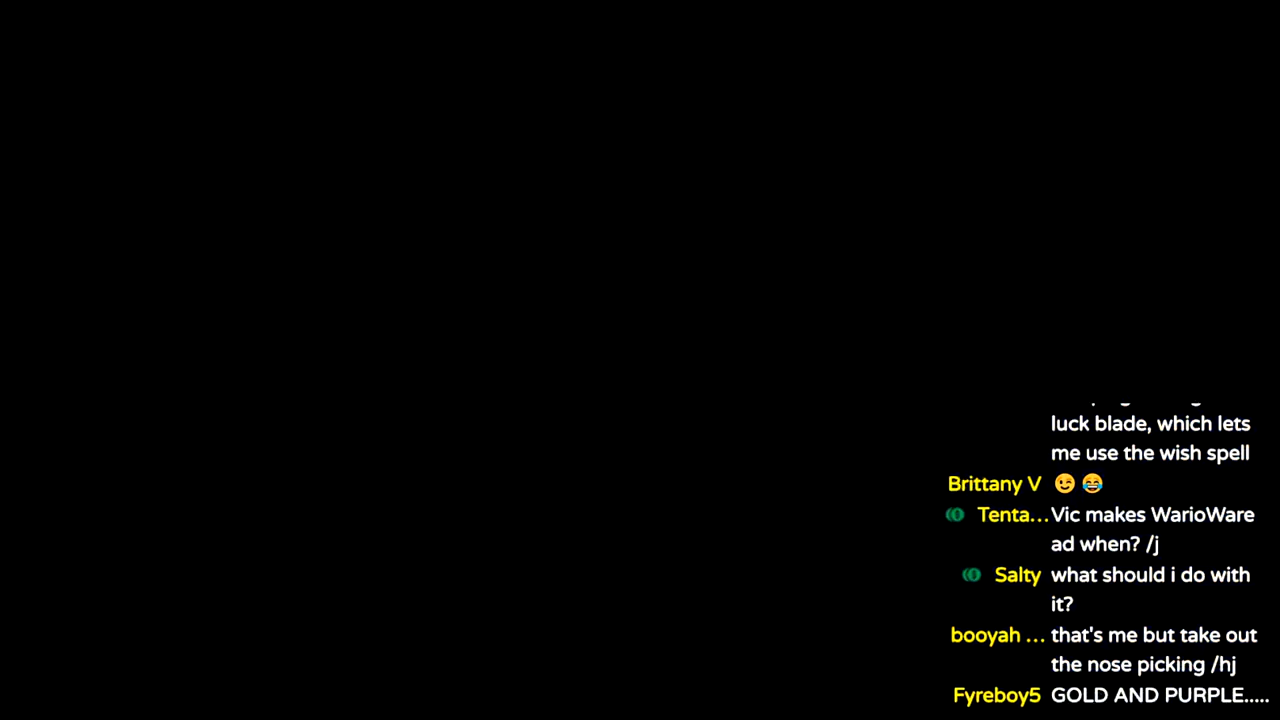 luck blade, which lets
me use the wish spell
Brittany V 😉 😂
Tenta... Vic makes WarioWare
ad when? /j
Salty what should i do with
it?
booyah ... that's me but take out
the nose picking /hj
Fyreboy5 GOLD AND PURPLE.....